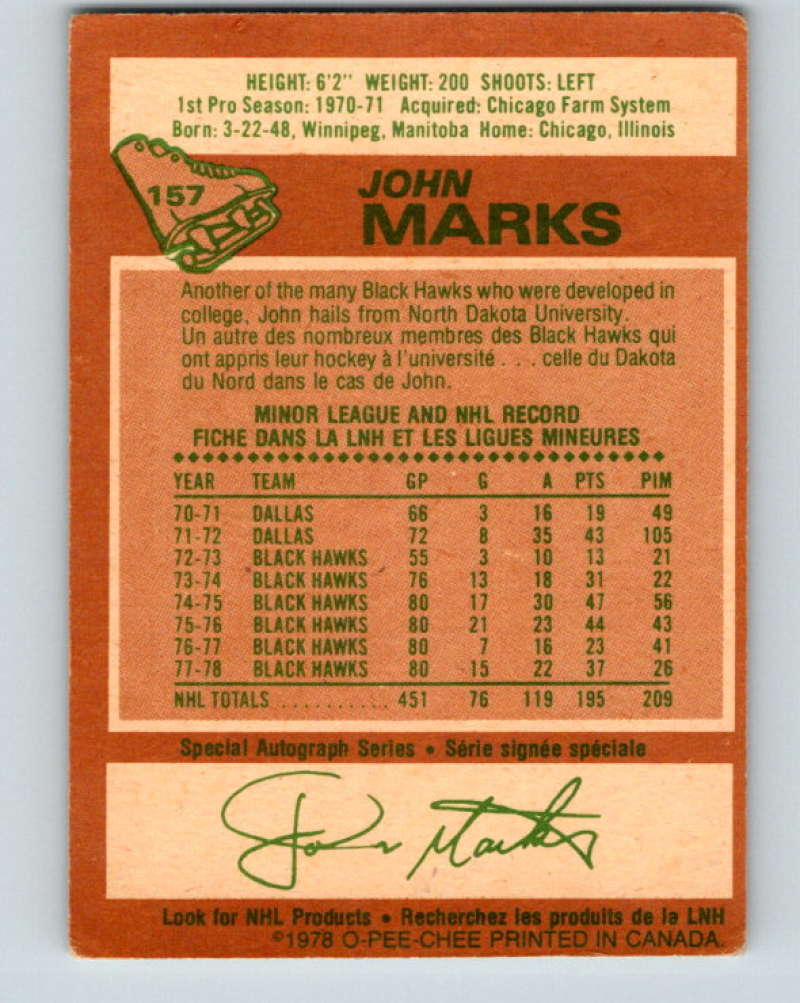 HEIGHT: 6'2" WEIGHT: 200 SHOOTS: LEFT
1st Pro Season: 1970-71 Acquired: Chicago Farm System
Born: 3-22-48, Winnipeg, Manitoba Home: Chicago, Illinois
157
JOHN
MARKS
Another of the many Black Hawks who were developed in
college, John hails from North Dakota University.
Un autre des nombreux membres des Black Hawks qui
ont appris leur hockey à l'université . . . celle du Dakota
du Nord dans le cas de John.
MINOR LEAGUE AND NHL RECORD
FICHE DANS LA LNH ET LES LIGUES MINEURES
YEAR TEAM GP G A PTS PIM
70-71 DALLAS 66 3 16 19 49
71-72 DALLAS 72 8 35 43 105
72-73 BLACK HAWKS 55 3 10 13 21
73-74 BLACK HAWKS 76 13 18 31 22
74-75 BLACK HAWKS 80 17 30 47 56
75-76 BLACK HAWKS 80 21 23 44 43
76-77 BLACK HAWKS 80 7 16 23 41
77-78 BLACK HAWKS 80 15 22 37 26
NHL TOTALS .......... 451 76 119 195 209
Special Autograph Series • Série signée spéciale
John Marks
Look for NHL Products • Recherchez les produits de la LNH
©1978 O-PEE-CHEE PRINTED IN CANADA.